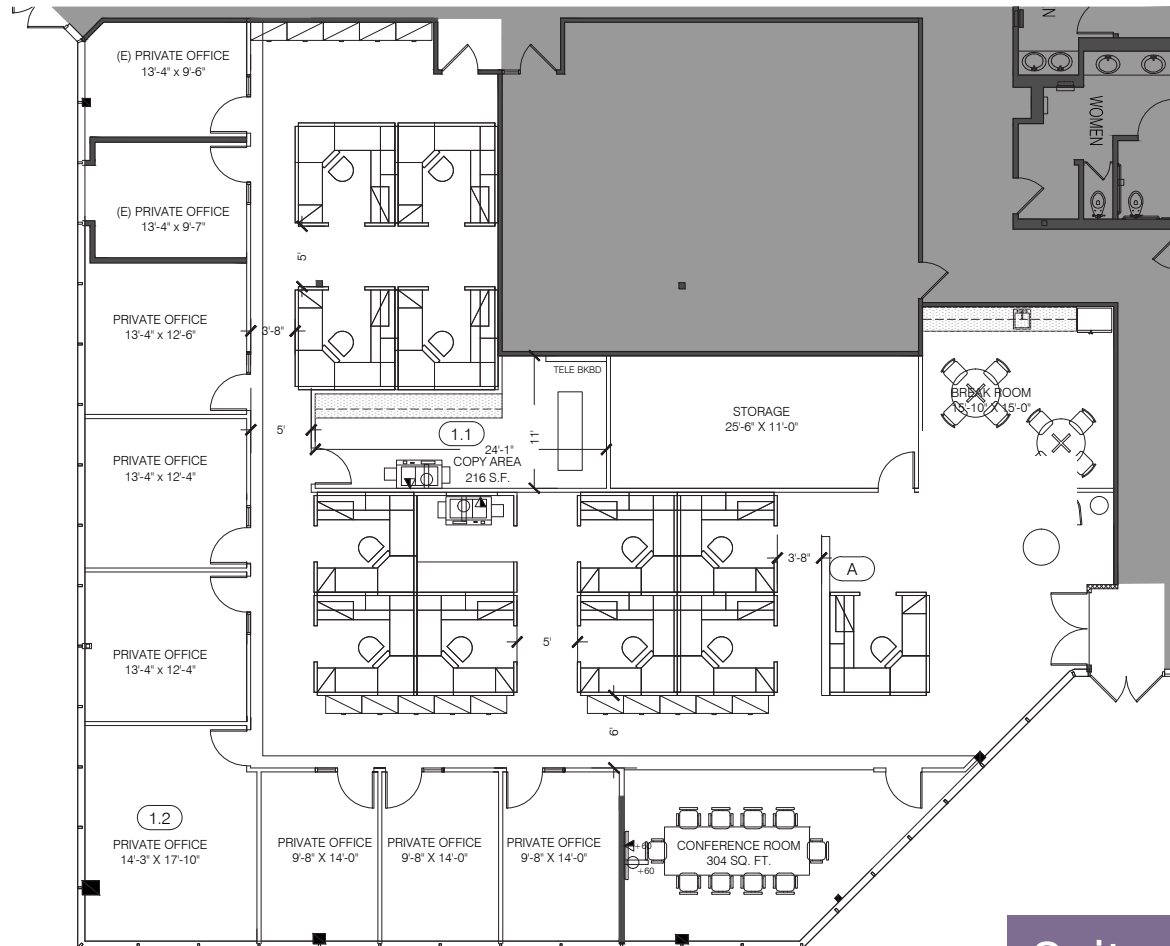 N
(E) PRIVATE OFFICE
13'-4" x 9'-6"
WOMEN
(E) PRIVATE OFFICE
13'-4" x 9'-7"
5'
PRIVATE OFFICE
13'-4" x 12'-6"
3'-8"
TELE BKBD
BREAK ROOM
15'-10" X 15'-0"
STORAGE
25'-6" X 11'-0"
5'
1.1
11'
24'-1"
COPY AREA
216 S.F.
PRIVATE OFFICE
13'-4" x 12'-4"
3'-8"
A
5'
PRIVATE OFFICE
13'-4" x 12'-4"
6'
1.2
PRIVATE OFFICE
14'-3" X 17'-10"
PRIVATE OFFICE
9'-8" X 14'-0"
PRIVATE OFFICE
9'-8" X 14'-0"
PRIVATE OFFICE
9'-8" X 14'-0"
+60
+60
CONFERENCE ROOM
304 SQ. FT.